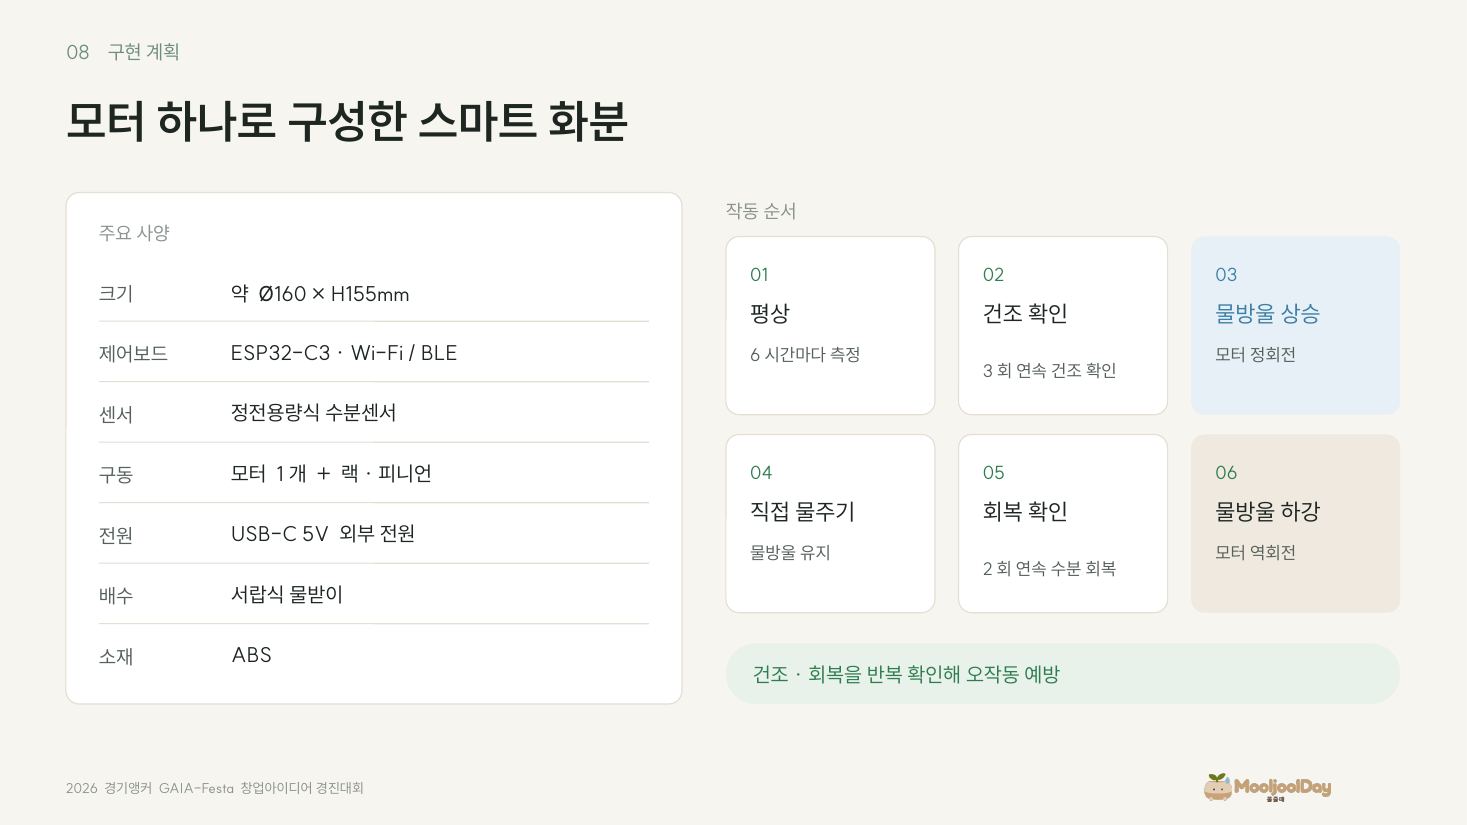 08 구현 계획
모터 하나로 구성한 스마트 화분
주요 사양
크기 약 Ø160 × H155mm
제어보드 ESP32-C3 · Wi-Fi / BLE
센서 정전용량식 수분센서
구동 모터 1개 + 랙 · 피니언
전원 USB-C 5V 외부 전원
배수 서랍식 물받이
소재 ABS
작동 순서
01
평상
6 시간마다 측정
02
건조 확인
3 회 연속 건조 확인
03
물방울 상승
모터 정회전
04
직접 물주기
물방울 유지
05
회복 확인
2 회 연속 수분 회복
06
물방울 하강
모터 역회전
건조 · 회복을 반복 확인해 오작동 예방
2026 경기앵커 GAIA-Festa 창업아이디어 경진대회
MooljoolDay
물줄데